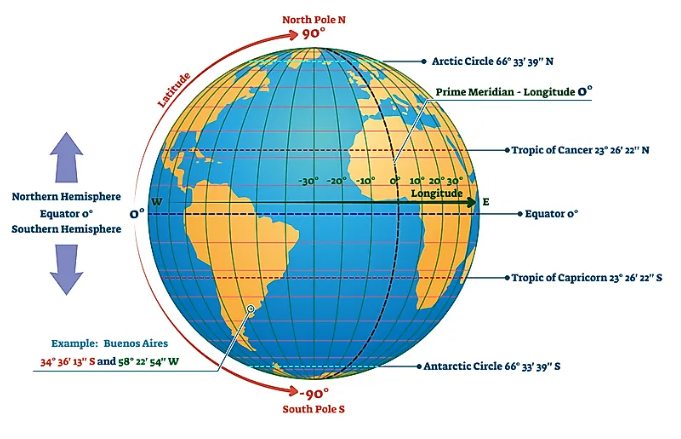 North Pole N
90°
Arctic Circle 66° 33' 39" N
Latitude
Prime Meridian - Longitude 0°
Tropic of Cancer 23° 26' 22" N
-30° -20° -10° 0° 10° 20° 30°
Longitude
W
E
Northern Hemisphere
Equator 0°
Southern Hemisphere
0°
Equator 0°
Tropic of Capricorn 23° 26' 22" S
Example: Buenos Aires
34° 36' 13" S and 58° 22' 54" W
Antarctic Circle 66° 33' 39" S
-90°
South Pole S